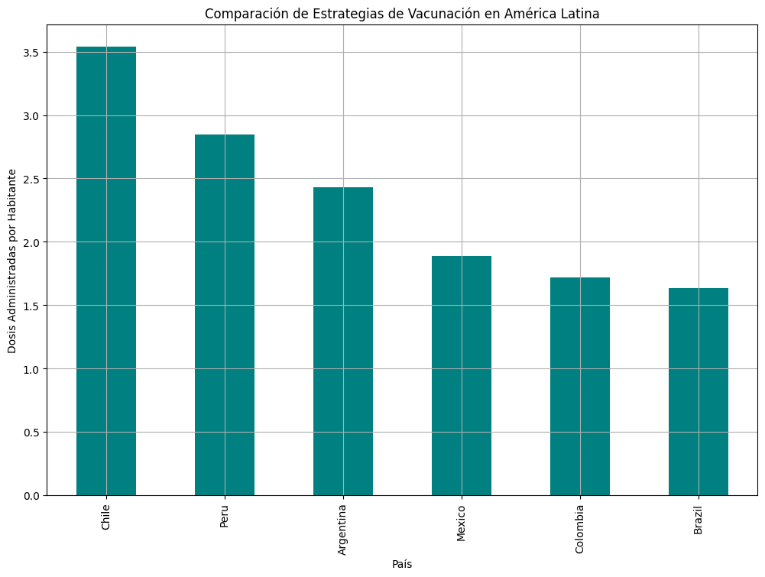 Comparación de Estrategias de Vacunación en América Latina
Dosis Administradas por Habitante
3.5
3.0
2.5
2.0
1.5
1.0
0.5
0.0
Chile
Peru
Argentina
Mexico
Colombia
Brazil
País